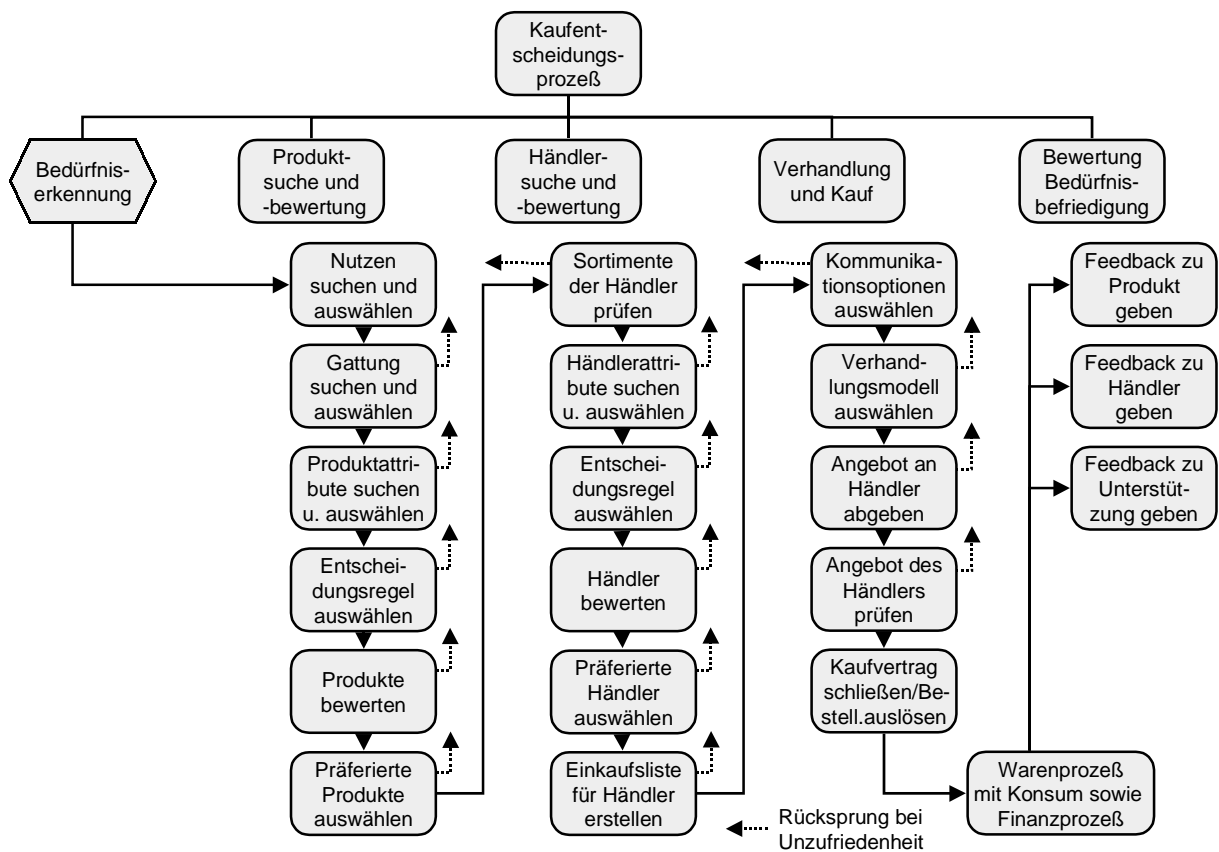 Kaufent-
scheidungs-
prozeß
Bedürfnis-
erkennung
Produkt-
suche und
-bewertung
Händler-
suche und
-bewertung
Verhandlung
und Kauf
Bewertung
Bedürfnis-
befriedigung
Nutzen
suchen und
auswählen
Gattung
suchen und
auswählen
Produktattri-
bute suchen
u. auswählen
Entschei-
dungsregel
auswählen
Produkte
bewerten
Präferierte
Produkte
auswählen
Sortimente
der Händler
prüfen
Händlerattri-
bute suchen
u. auswählen
Entschei-
dungsregel
auswählen
Händler
bewerten
Präferierte
Händler
auswählen
Einkaufsliste
für Händler
erstellen
Kommunika-
tionsoptionen
auswählen
Verhand-
lungsmodell
auswählen
Angebot an
Händler
abgeben
Angebot des
Händlers
prüfen
Kaufvertrag
schließen/Be-
stell.auslösen
Feedback zu
Produkt
geben
Feedback zu
Händler
geben
Feedback zu
Unterstüt-
zung geben
Warenprozeß
mit Konsum sowie
Finanzprozeß
Rücksprung bei
Unzufriedenheit